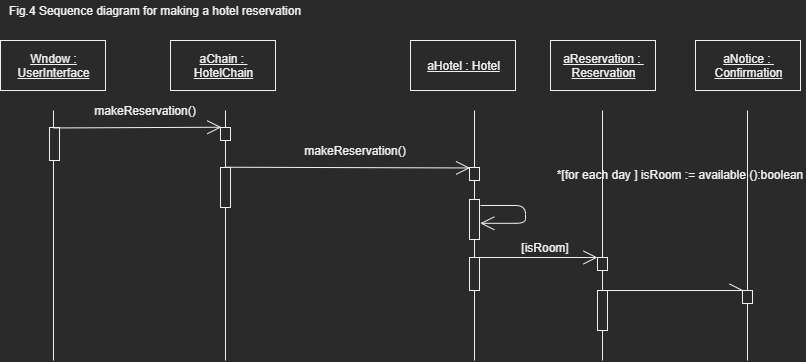 Fig.4 Sequence diagram for making a hotel reservation
Wndow :
UserInterface
aChain :
HotelChain
aHotel : Hotel
aReservation :
Reservation
aNotice :
Confirmation
makeReservation()
makeReservation()
*[for each day ] isRoom := available ():boolean
[isRoom]